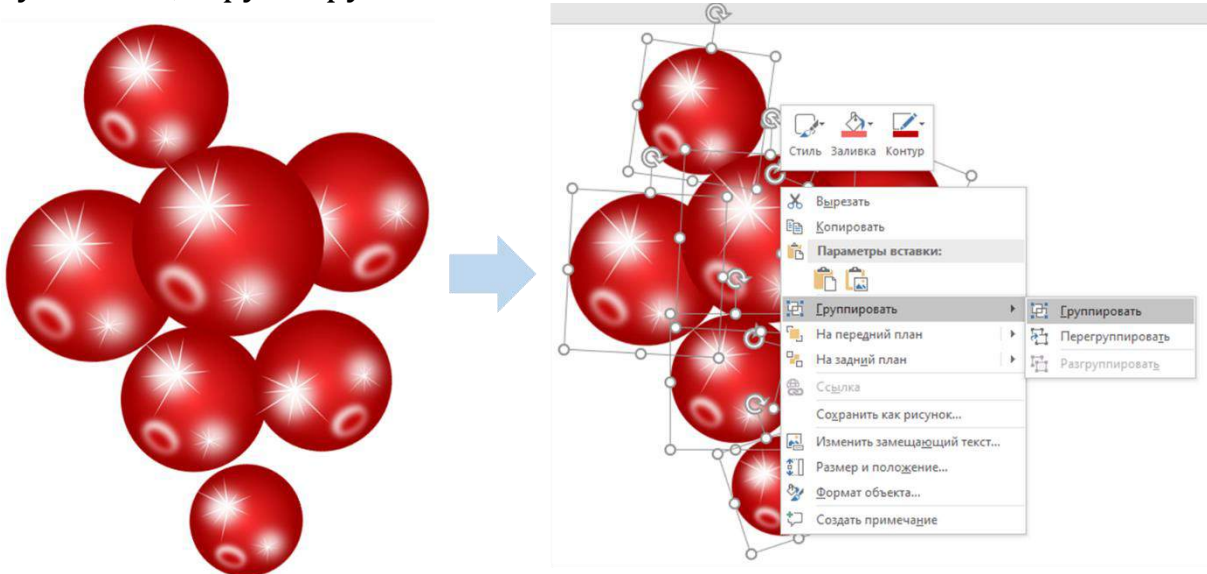 Стиль Заливка Контур
Вырезать
Копировать
Параметры вставки:
Группировать
На передний план
На задний план
Ссылка
Сохранить как рисунок...
Изменить замещающий текст...
Размер и положение...
Формат объекта...
Создать примечание
Группировать
Перегруппировать
Разгруппировать